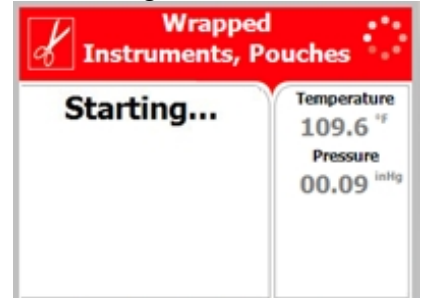 Wrapped
Instruments, Pouches
Starting...
Temperature
109.6 °F
Pressure
00.09 inHg